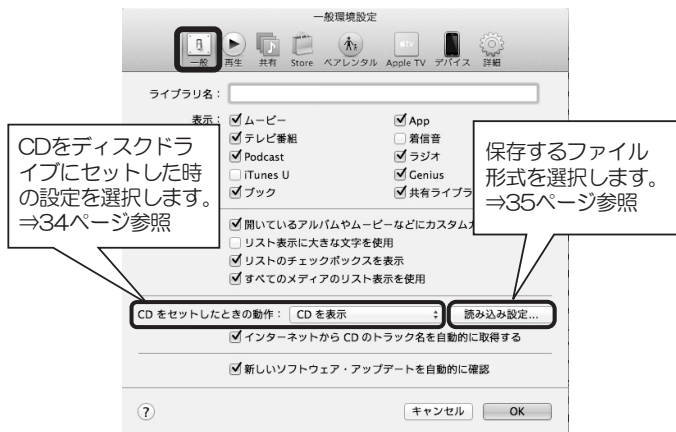 一般環境設定
一般 再生 共有 Store ペアレンタル Apple TV デバイス 詳細
ライブラリ名：
表示：
ムービー
App
テレビ番組
着信音
Podcast
ラジオ
iTunes U
Genius
ブック
共有ライブラ
CDをディスクドラ
イブにセットした時
の設定を選択します。
⇒34ページ参照
保存するファイル
形式を選択します。
⇒35ページ参照
開いているアルバムやムービーなどにカスタム
リスト表示に大きな文字を使用
リストのチェックボックスを表示
すべてのメディアのリスト表示を使用
CD をセットしたときの動作： CD を表示 読み込み設定...
インターネットから CD のトラック名を自動的に取得する
新しいソフトウェア・アップデートを自動的に確認
? キャンセル OK